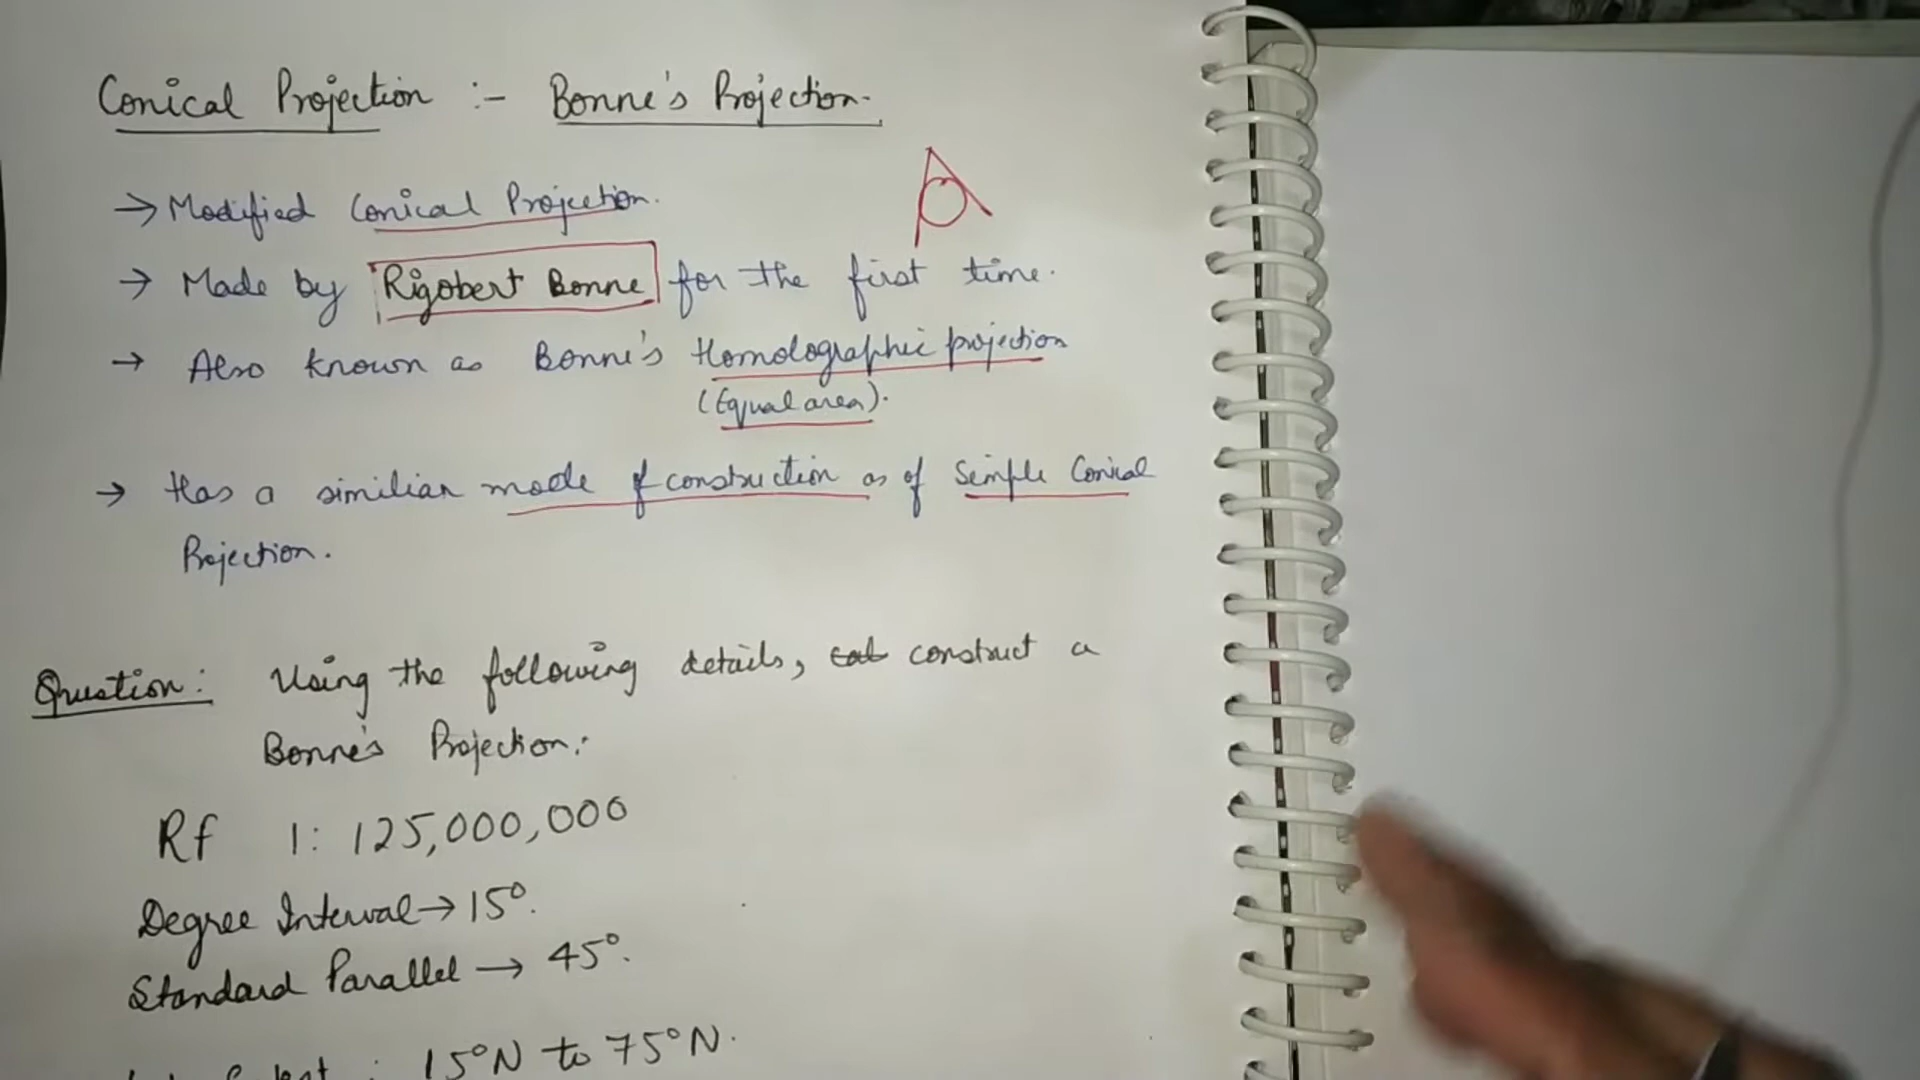 Conical Projection :- Bonne's Projection.
→ Modified Conical Projection.
→ Made by Rigobert Bonne for the first time.
→ Also known as Bonne's Homolographic projection
(Equal area).
→ Has a similiar mode of construction as of Simple Conical
Projection.
Question: Using the following details, construct a
Bonne's Projection:
Rf 1: 125,000,000
Degree Interval → 15°.
Standard Parallel → 45°.
: 15°N to 75°N.